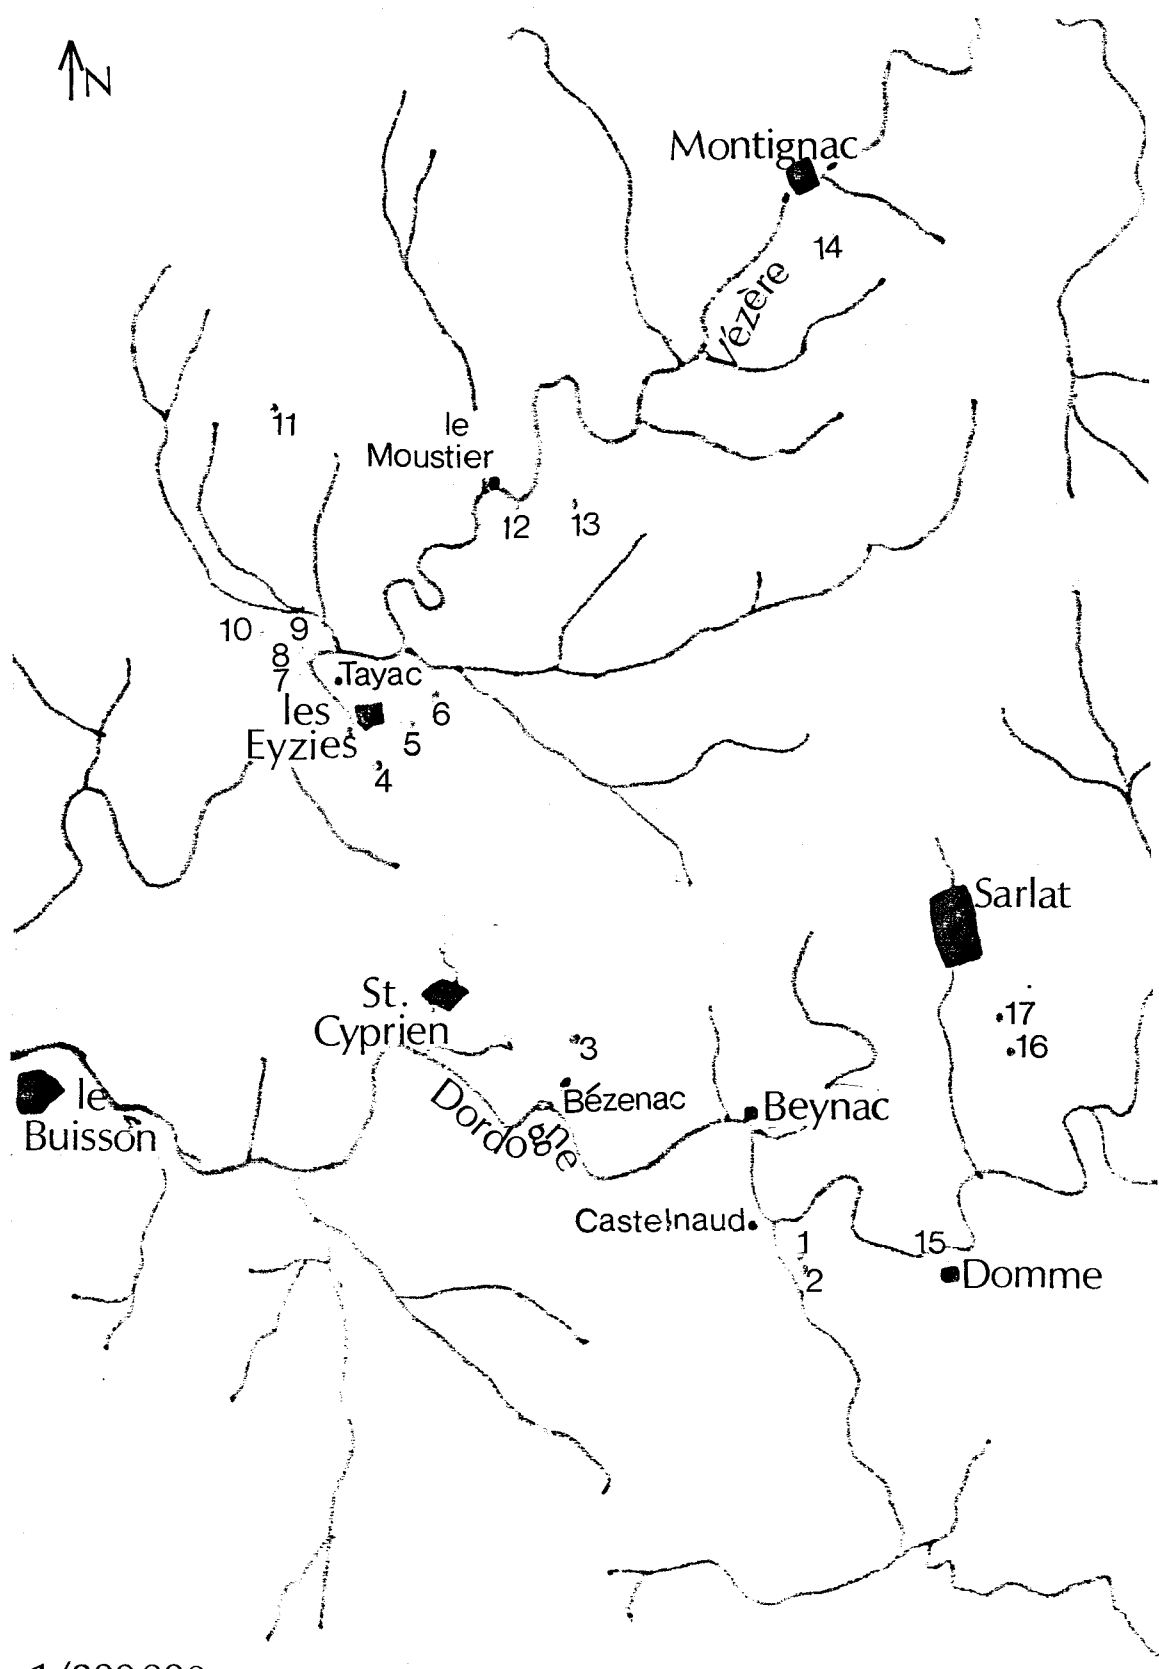 N
Montignac
14
Vézère
11
le
Moustier
12
13
10
9
8
7
Tayac
les
Eyzies
6
5
4
Sarlat
17
16
St.
Cyprien
3
Bézenac
Dordogne
le
Buisson
Beynac
Castelnaud
1
2
15
Domme